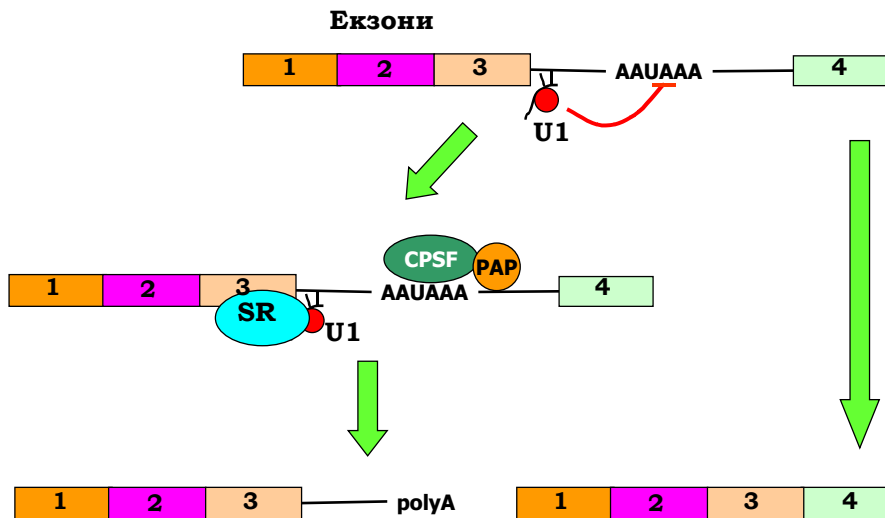 Екзони
1 2 3 AAUAAA 4
U1
CPSF PAP
1 2 3 AAUAAA 4
SR U1
1 2 3 polyA 1 2 3 4